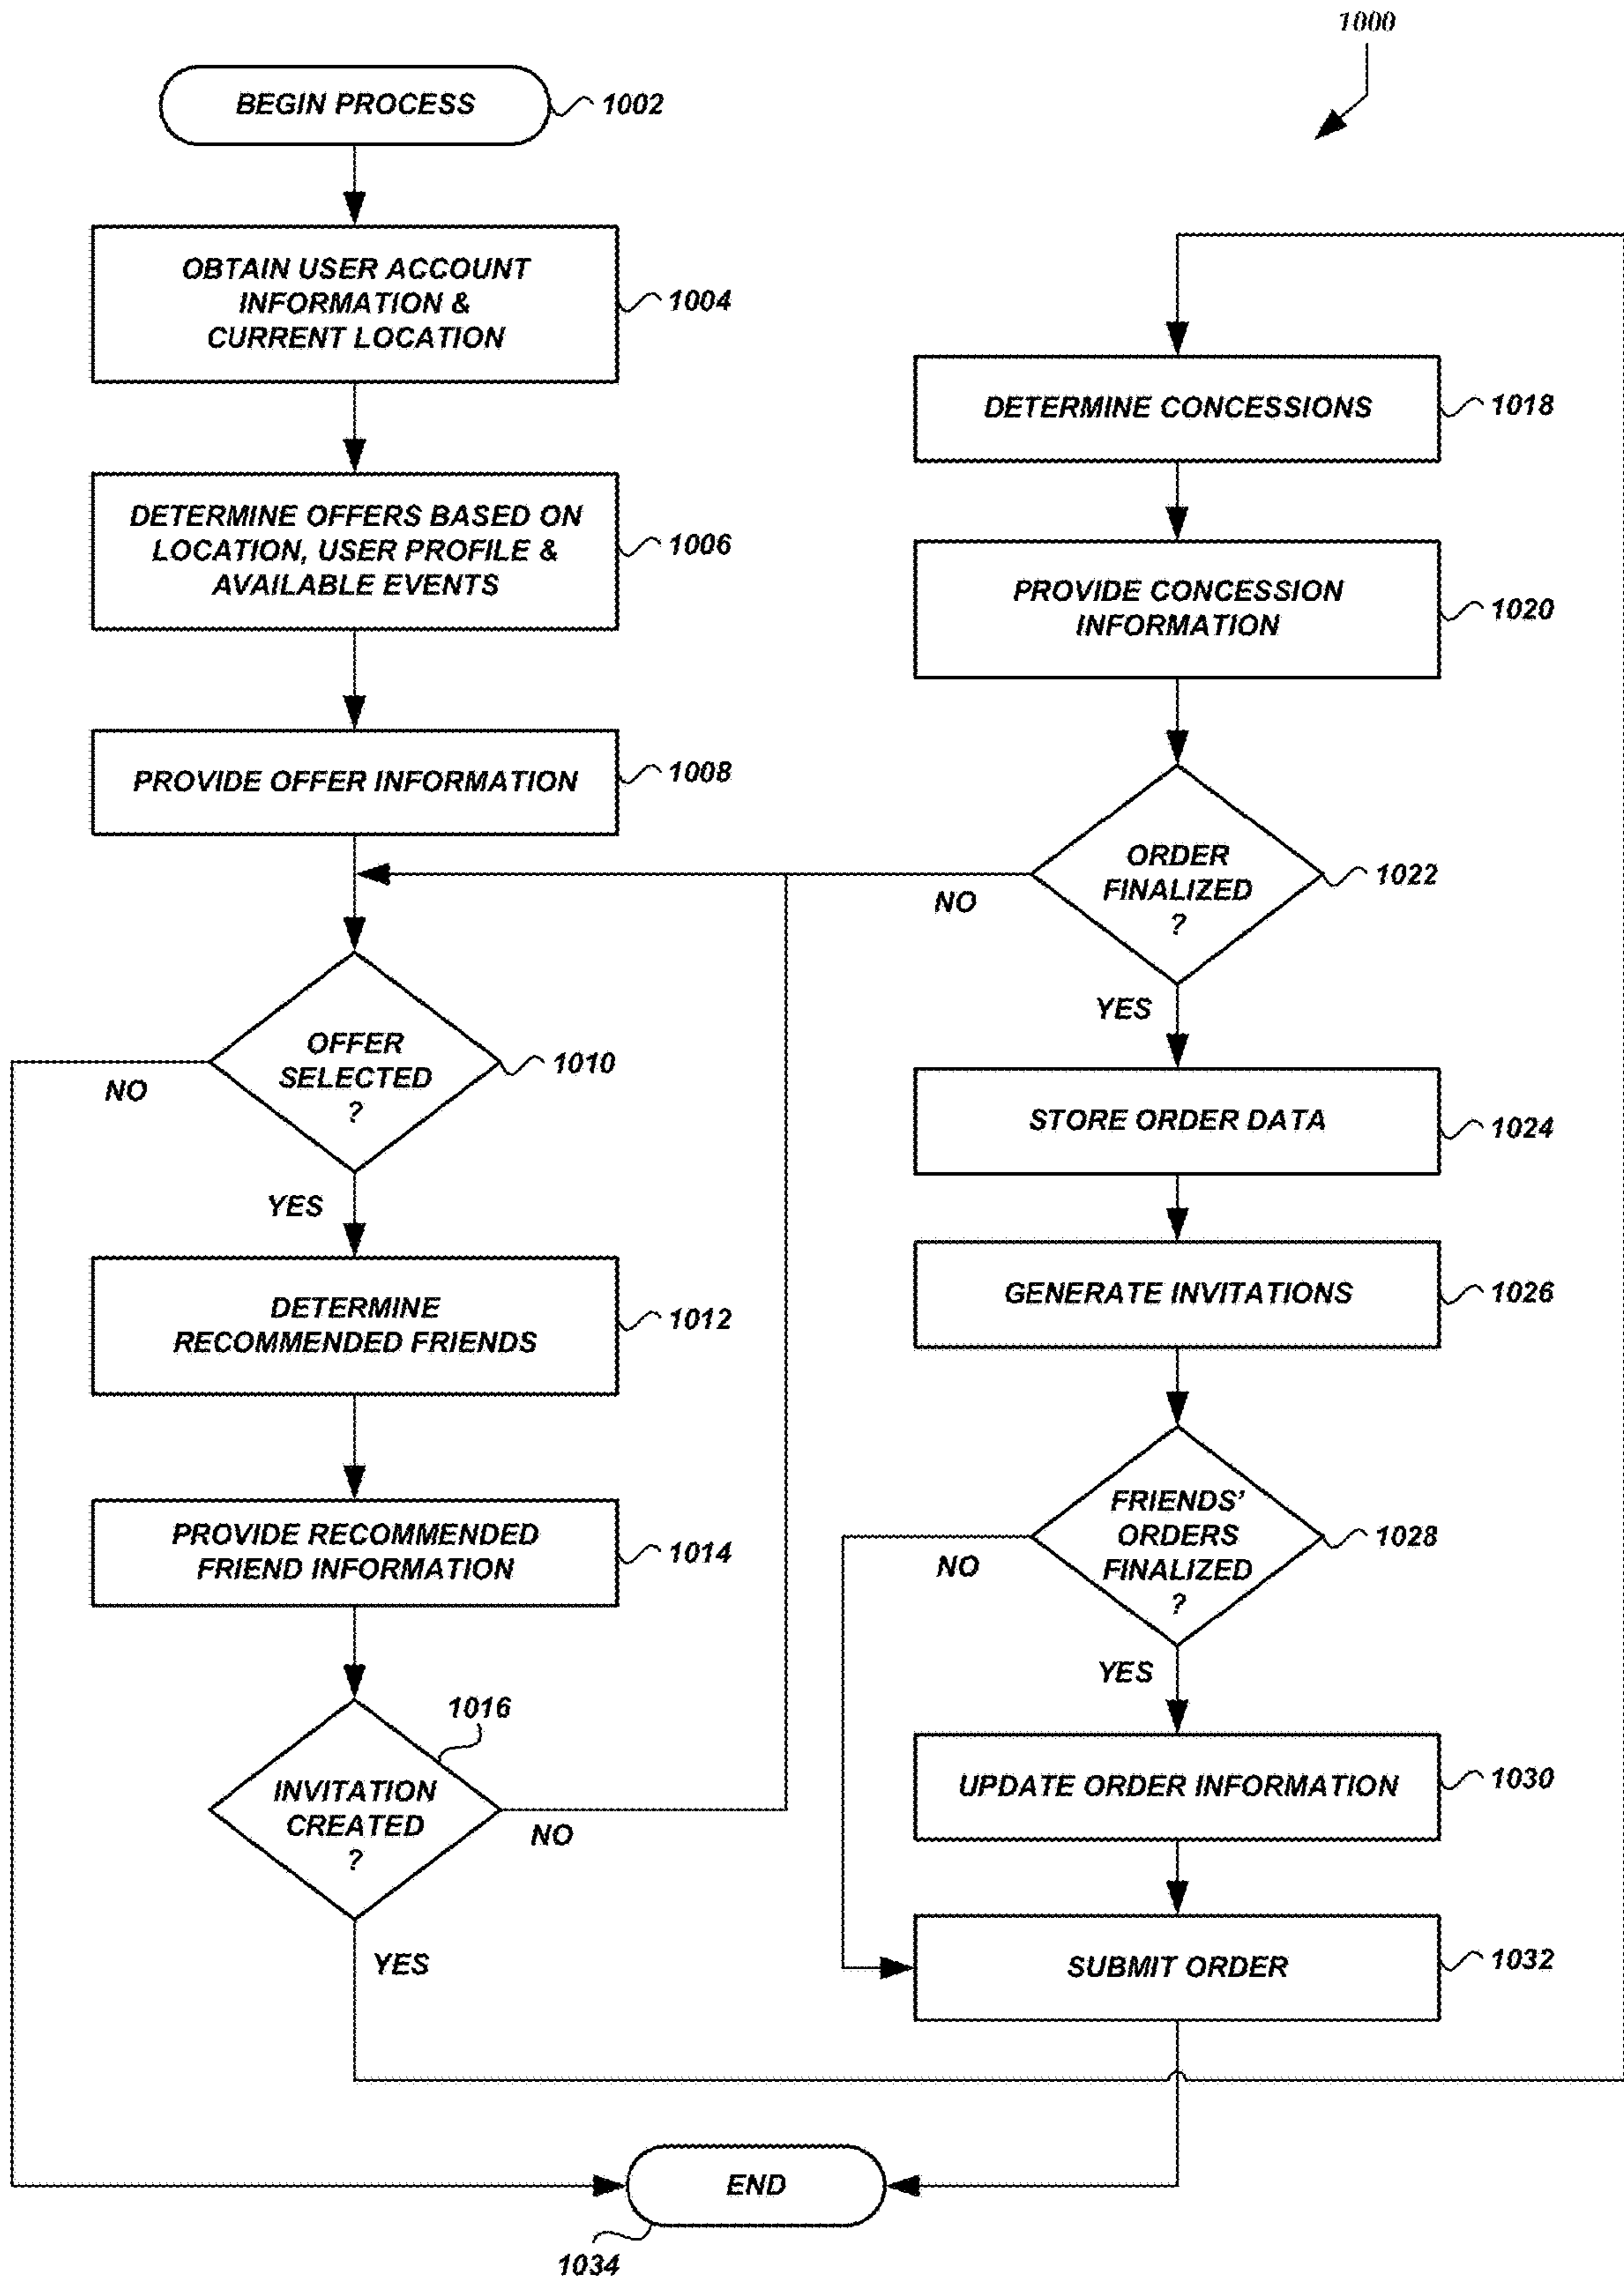 1000
BEGIN PROCESS
1002
OBTAIN USER ACCOUNT
INFORMATION &
CURRENT LOCATION
1004
DETERMINE OFFERS BASED ON
LOCATION, USER PROFILE &
AVAILABLE EVENTS
1006
PROVIDE OFFER INFORMATION
1008
OFFER
SELECTED
?
1010
NO
YES
DETERMINE
RECOMMENDED FRIENDS
1012
PROVIDE RECOMMENDED
FRIEND INFORMATION
1014
1016
INVITATION
CREATED
?
NO
YES
DETERMINE CONCESSIONS
1018
PROVIDE CONCESSION
INFORMATION
1020
ORDER
FINALIZED
?
1022
NO
YES
STORE ORDER DATA
1024
GENERATE INVITATIONS
1026
FRIENDS'
ORDERS
FINALIZED
?
1028
NO
YES
UPDATE ORDER INFORMATION
1030
SUBMIT ORDER
1032
END
1034